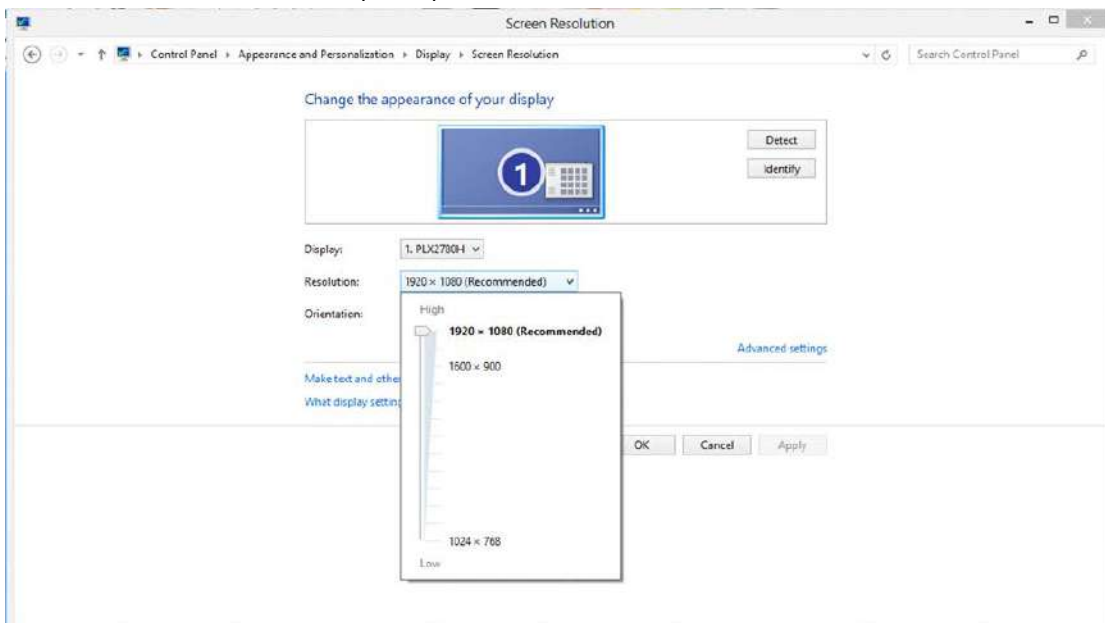 Screen Resolution
Control Panel Appearance and Personalization Display Screen Resolution
Search Control Panel
Change the appearance of your display
1
Detect
Identify
Display: 1. PLX2780H
Resolution: 1920 × 1080 (Recommended)
Orientation:
High
1920 × 1080 (Recommended)
1600 × 900
Advanced settings
Make text and othe
What display setting
OK Cancel Apply
1024 × 768
Low